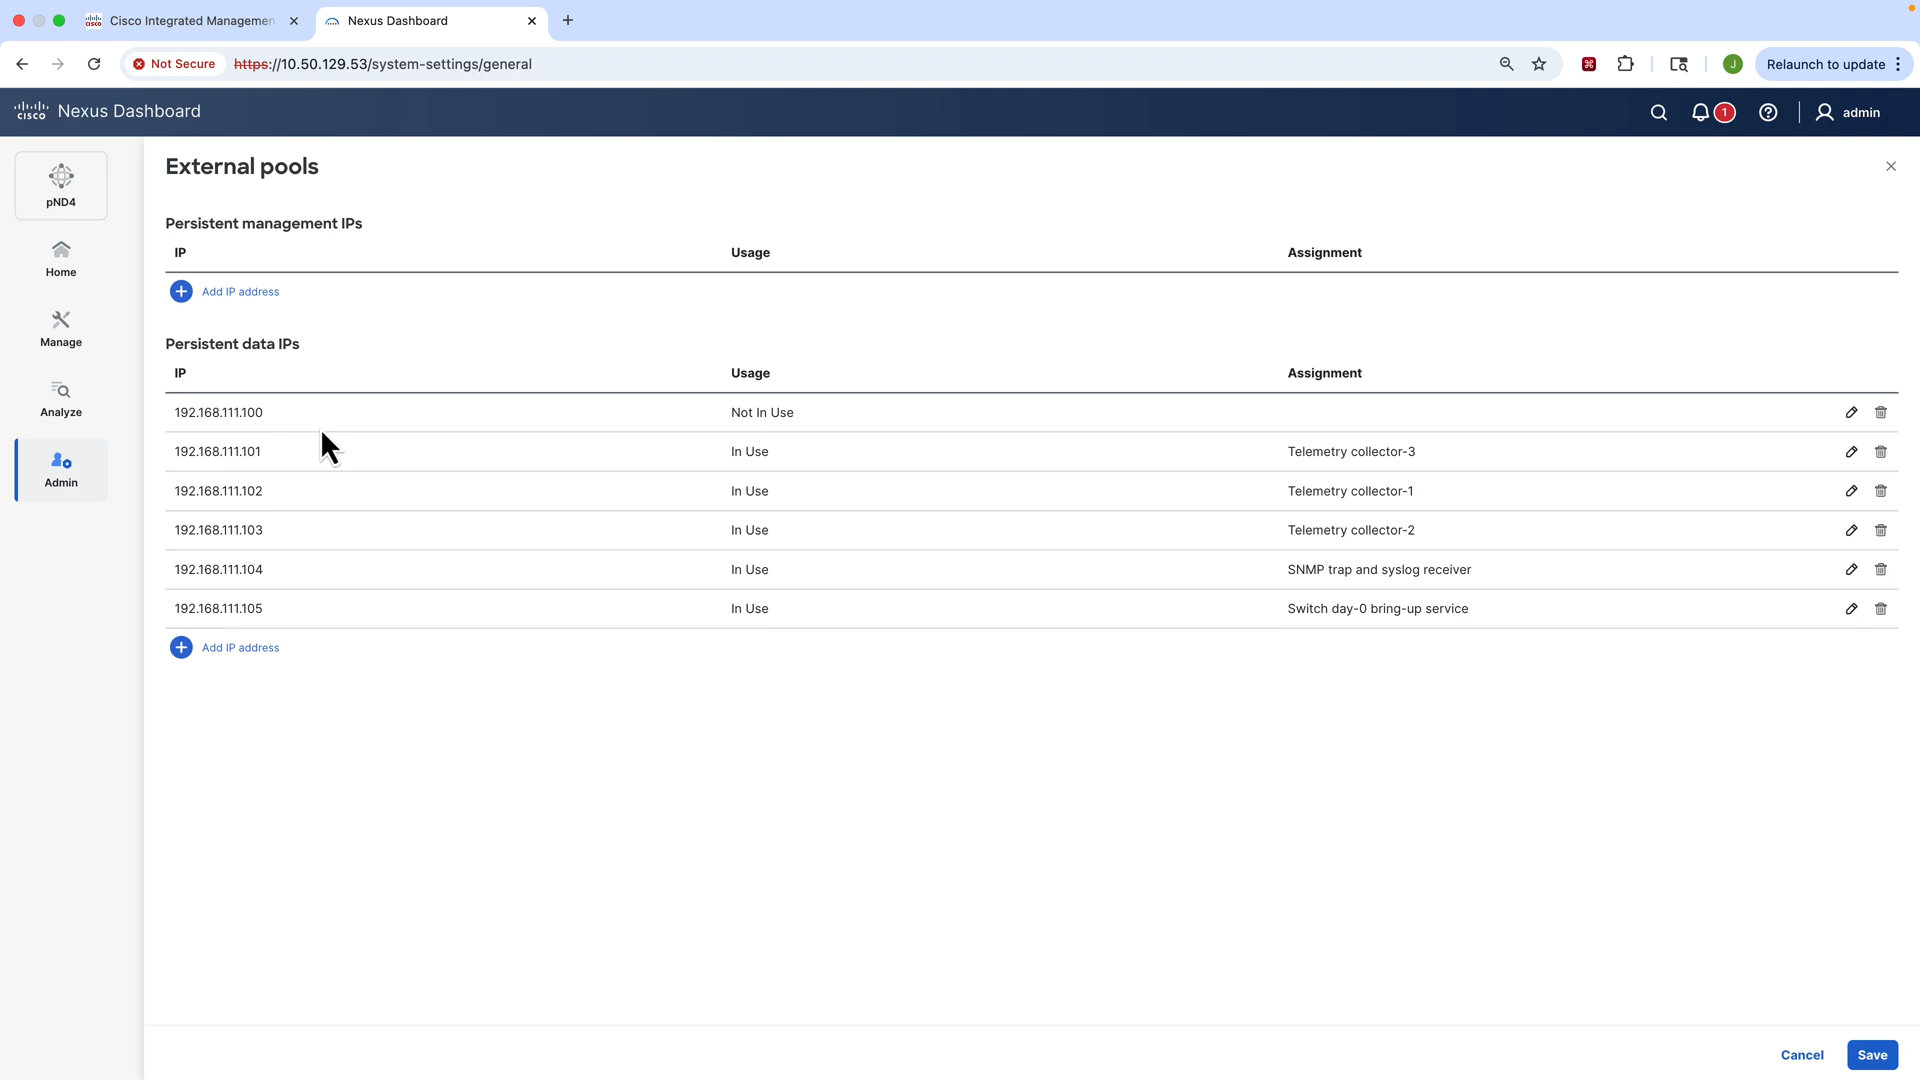 Cisco Integrated Managemen
Nexus Dashboard
Not Secure https://10.50.129.53/system-settings/general
J
Relaunch to update
cisco Nexus Dashboard
1
admin
pND4
Home
Manage
Analyze
Admin
External pools
Persistent management IPs
IP Usage Assignment
Add IP address
Persistent data IPs
IP Usage Assignment
192.168.111.100 Not In Use
192.168.111.101 In Use Telemetry collector-3
192.168.111.102 In Use Telemetry collector-1
192.168.111.103 In Use Telemetry collector-2
192.168.111.104 In Use SNMP trap and syslog receiver
192.168.111.105 In Use Switch day-0 bring-up service
Add IP address
Cancel Save